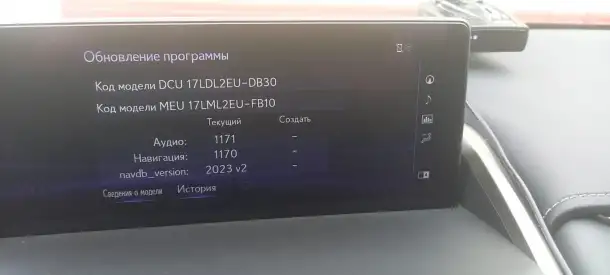 Обновление программы
Код модели DCU 17LDL2EU-DB30
Код модели MEU 17LML2EU-FB10
Текущий Создать
Аудио: 1171 -
Навигация: 1170 -
navdb_version: 2023 v2 -
Сведения о модели История